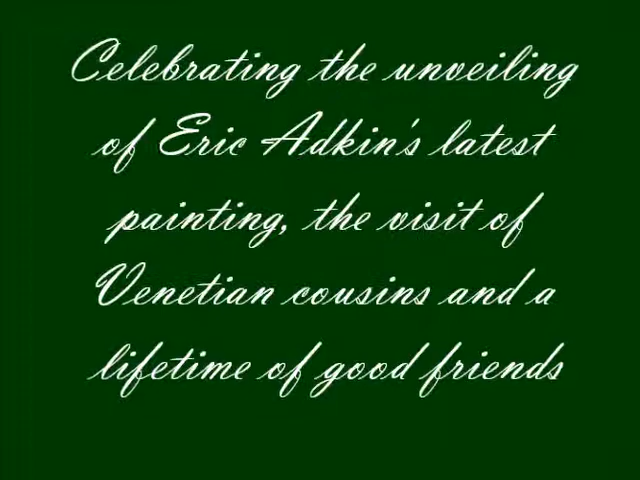 Celebrating the unveiling
of Eric Adkin's latest
painting, the visit of
Venetian cousins and a
lifetime of good friends